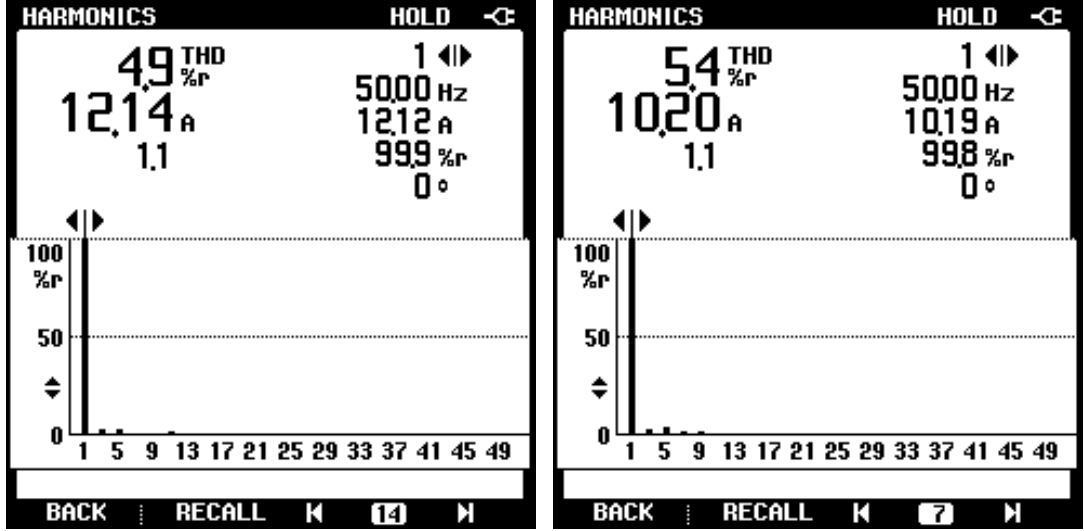 HARMONICS HOLD
4.9 THD %r
12.14 A
1.1
1
50.00 Hz
12.12 A
99.9 %r
0 °
100
%r
50
0
1 5 9 13 17 21 25 29 33 37 41 45 49
BACK RECALL 14
HARMONICS HOLD
5.4 THD %r
10.20 A
1.1
1
50.00 Hz
10.19 A
99.8 %r
0 °
100
%r
50
0
1 5 9 13 17 21 25 29 33 37 41 45 49
BACK RECALL 7